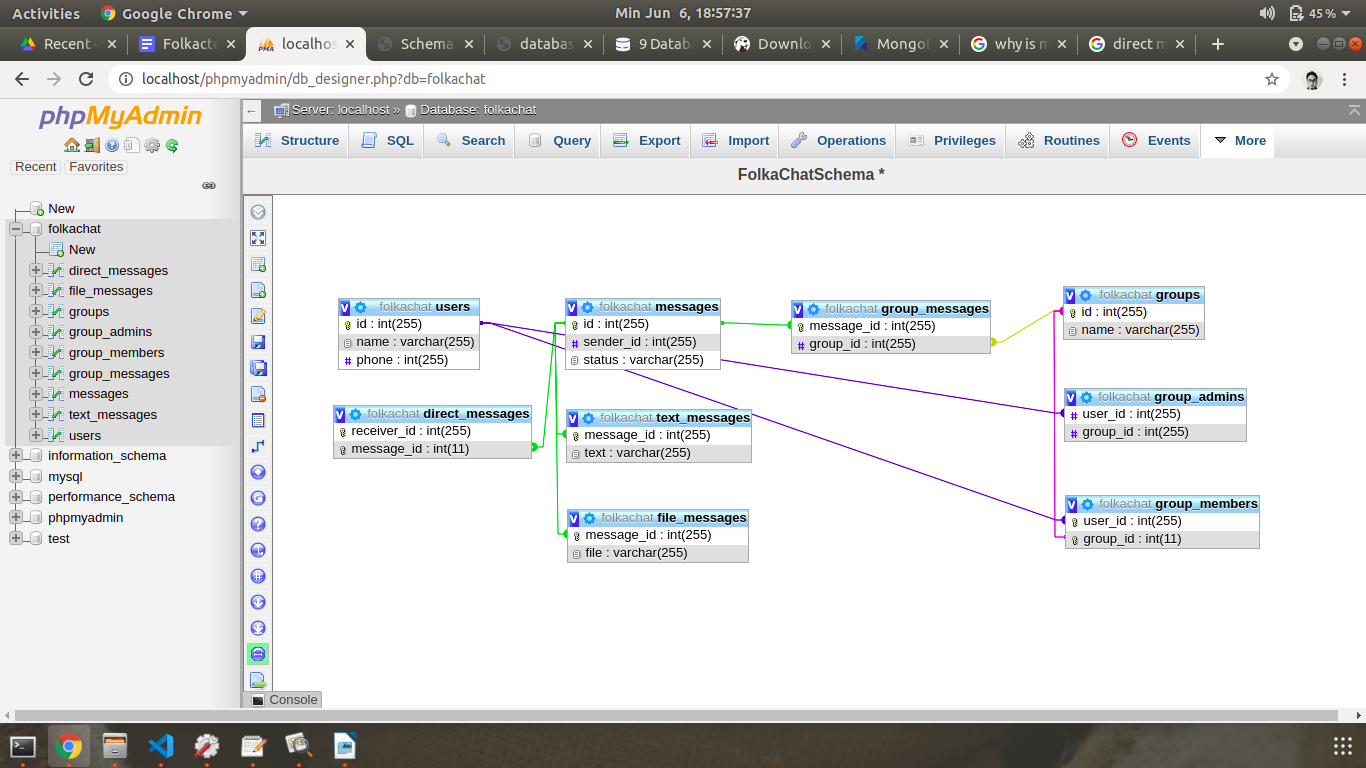 Activities
Google Chrome
Min Jun 6, 18:57:37
45 %
Recent -
Folkacte
localhos
Schema
databas
9 Datab
Downlo
MongoD
why is m
direct m
localhost/phpmyadmin/db_designer.php?db=folkachat
phpMyAdmin
Recent
Favorites
New
folkachat
New
direct_messages
file_messages
groups
group_admins
group_members
group_messages
messages
text_messages
users
information_schema
mysql
performance_schema
phpmyadmin
test
Server: localhost »
Database: folkachat
Structure
SQL
Search
Query
Export
Import
Operations
Privileges
Routines
Events
More
FolkaChatSchema *
V folkachat users
id : int(255)
name : varchar(255)
# phone : int(255)
V folkachat messages
id : int(255)
# sender_id : int(255)
status : varchar(255)
V folkachat group_messages
message_id : int(255)
# group_id : int(255)
V folkachat groups
id : int(255)
name : varchar(255)
V folkachat direct_messages
receiver_id : int(255)
message_id : int(11)
V folkachat text_messages
message_id : int(255)
text : varchar(255)
V folkachat group_admins
# user_id : int(255)
# group_id : int(255)
V folkachat file_messages
message_id : int(255)
file : varchar(255)
V folkachat group_members
user_id : int(255)
group_id : int(11)
Console